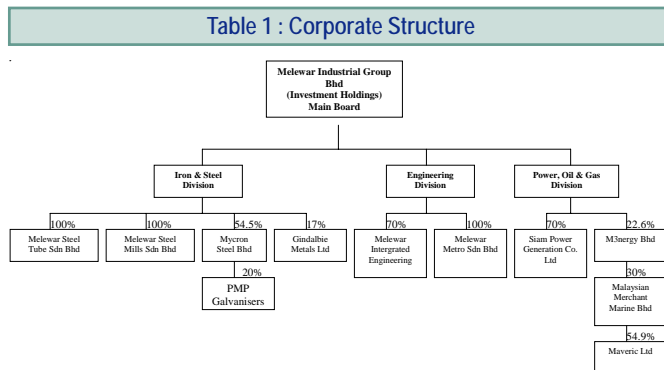 Table 1 : Corporate Structure
Melewar Industrial Group
Bhd
(Investment Holdings)
Main Board
Iron & Steel
Division
Engineering
Division
Power, Oil & Gas
Division
100%
100%
54.5%
17%
70%
100%
70%
22.6%
Melewar Steel
Tube Sdn Bhd
Melewar Steel
Mills Sdn Bhd
Mycron
Steel Bhd
Gindalbie
Metals Ltd
Melewar
Intergrated
Engineering
Melewar
Metro Sdn Bhd
Siam Power
Generation Co.
Ltd
M3nergy Bhd
20%
30%
PMP
Galvanisers
Malaysian
Merchant
Marine Bhd
54.9%
Maveric Ltd